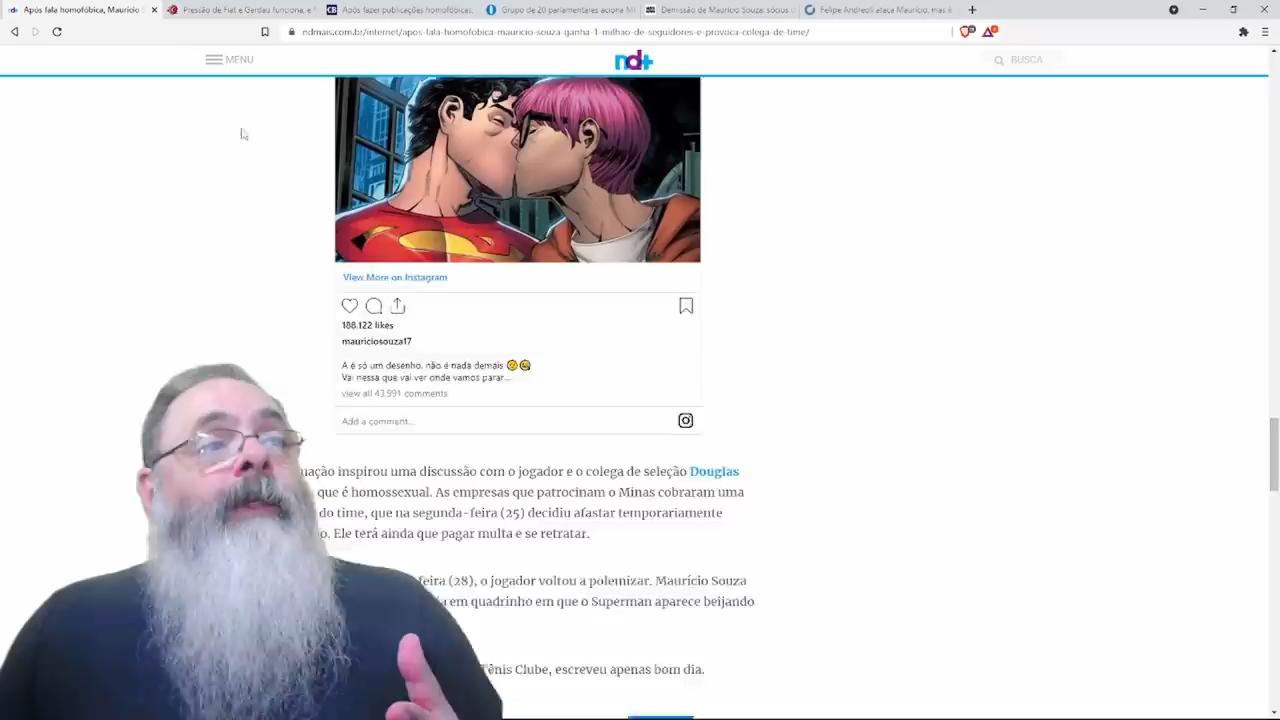 Após fala homofóbica, Maurício
Pressão de Fiat e Gerdau funciona, e
Após fazer publicações homofóbicas,
Grupo de 20 parlamentares aciona Mi
Demissão de Maurício Souza: sócios
Felipe Andreoli ataca Maurício, mas é
ndmais.com.br/internet/apos-fala-homofobica-mauricio-souza-ganha-1-milhao-de-seguidores-e-provoca-colega-de-time/
MENU
nd+
BUSCA
View More on Instagram
188.122 likes
mauriciosouza17
A é só um desenho, não é nada demais
Vai nessa que vai ver onde vamos parar...
view all 43.991 comments
Add a comment...
mação inspirou uma discussão com o jogador e o colega de seleção Douglas
que é homossexual. As empresas que patrocinam o Minas cobraram uma
do time, que na segunda-feira (25) decidiu afastar temporariamente
o. Ele terá ainda que pagar multa e se retratar.
feira (28), o jogador voltou a polemizar. Maurício Souza
em quadrinho em que o Superman aparece beijando
Tênis Clube, escreveu apenas bom dia.